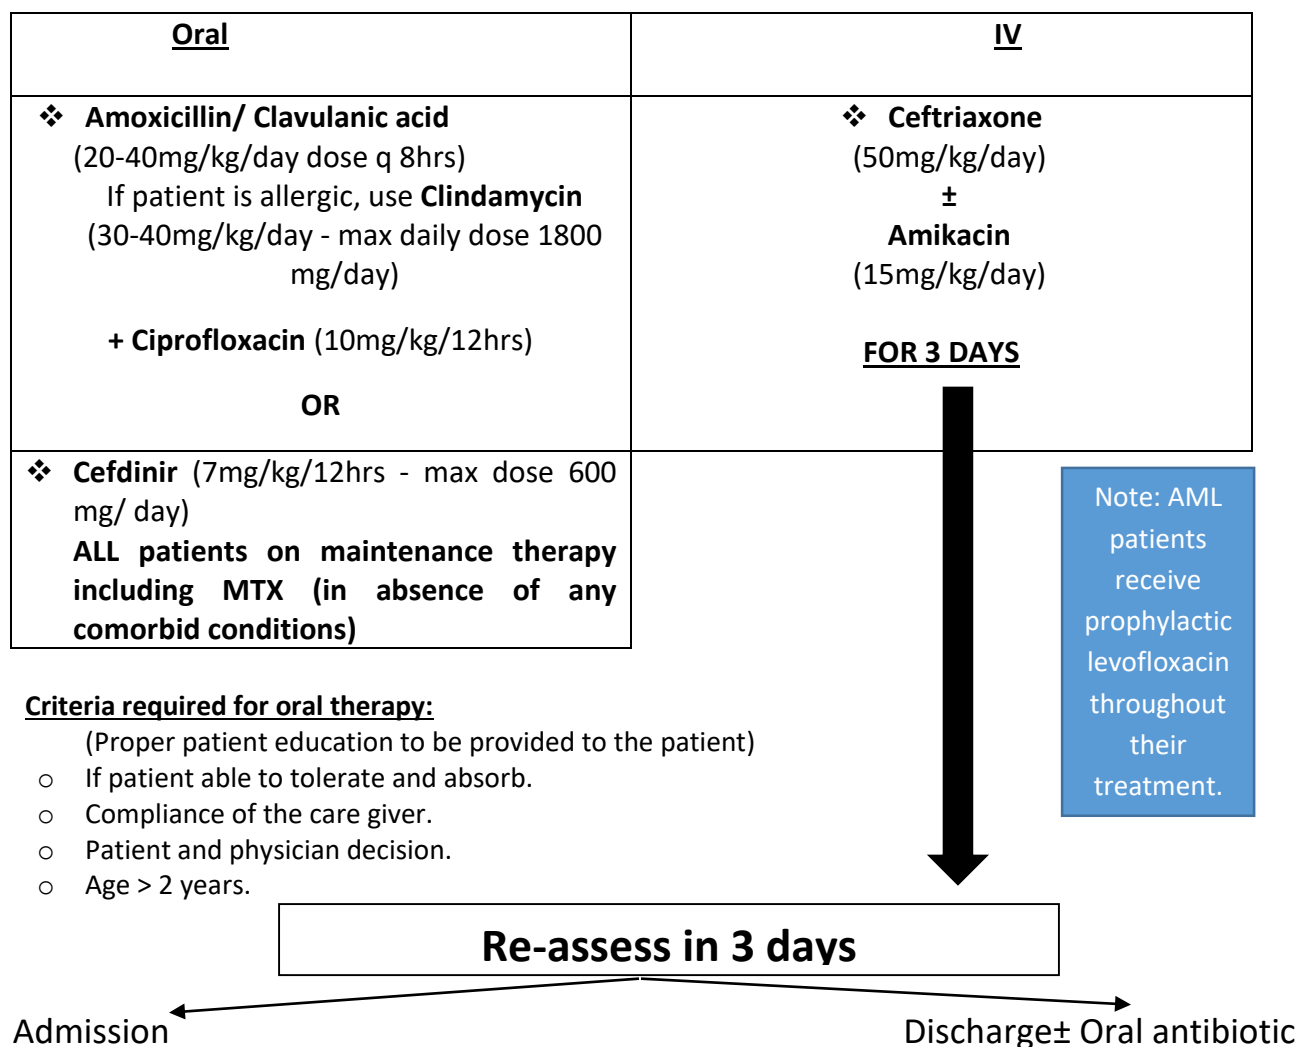 Oral
IV
❖ Amoxicillin/ Clavulanic acid
(20-40mg/kg/day dose q 8hrs)
If patient is allergic, use Clindamycin
(30-40mg/kg/day - max daily dose 1800
mg/day)
+ Ciprofloxacin (10mg/kg/12hrs)
OR
❖ Ceftriaxone
(50mg/kg/day)
±
Amikacin
(15mg/kg/day)
FOR 3 DAYS
❖ Cefdinir (7mg/kg/12hrs - max dose 600
mg/ day)
ALL patients on maintenance therapy
including MTX (in absence of any
comorbid conditions)
Note: AML
patients
receive
prophylactic
levofloxacin
throughout
their
treatment.
Criteria required for oral therapy:
(Proper patient education to be provided to the patient)
o If patient able to tolerate and absorb.
o Compliance of the care giver.
o Patient and physician decision.
o Age > 2 years.
Re-assess in 3 days
Admission
Discharge± Oral antibiotic